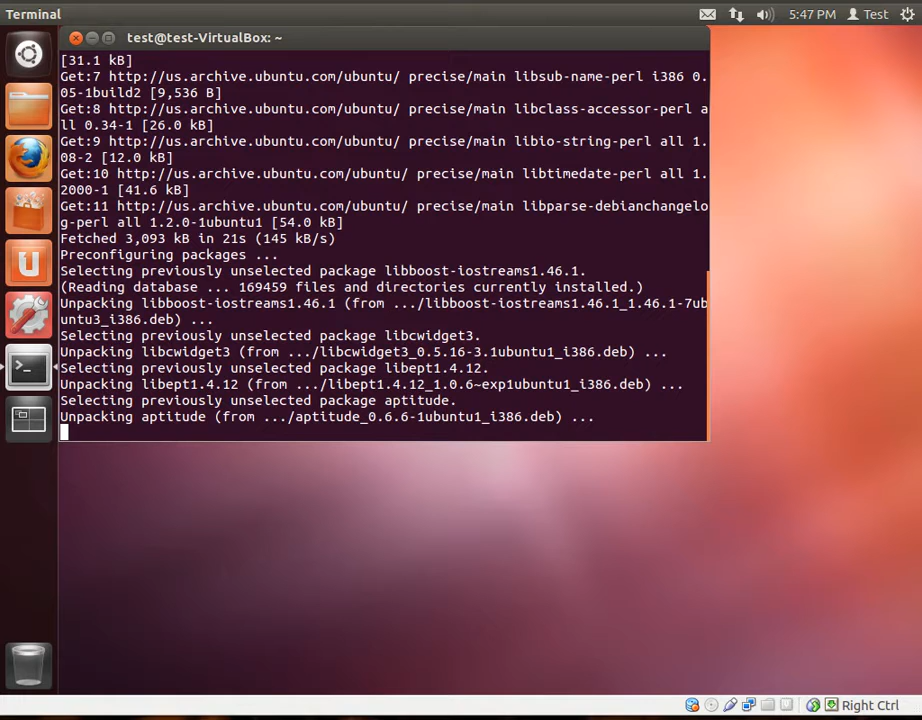 Terminal
5:47 PM Test
test@test-VirtualBox: ~
[31.1 kB]
Get:7 http://us.archive.ubuntu.com/ubuntu/ precise/main libsub-name-perl i386 0.
05-1build2 [9,536 B]
Get:8 http://us.archive.ubuntu.com/ubuntu/ precise/main libclass-accessor-perl a
ll 0.34-1 [26.0 kB]
Get:9 http://us.archive.ubuntu.com/ubuntu/ precise/main libio-string-perl all 1.
08-2 [12.0 kB]
Get:10 http://us.archive.ubuntu.com/ubuntu/ precise/main libtimedate-perl all 1.
2000-1 [41.6 kB]
Get:11 http://us.archive.ubuntu.com/ubuntu/ precise/main libparse-debianchangelo
g-perl all 1.2.0-1ubuntu1 [54.0 kB]
Fetched 3,093 kB in 21s (145 kB/s)
Preconfiguring packages ...
Selecting previously unselected package libboost-iostreams1.46.1.
(Reading database ... 169459 files and directories currently installed.)
Unpacking libboost-iostreams1.46.1 (from .../libboost-iostreams1.46.1_1.46.1-7ub
untu3_i386.deb) ...
Selecting previously unselected package libcwidget3.
Unpacking libcwidget3 (from .../libcwidget3_0.5.16-3.1ubuntu1_i386.deb) ...
Selecting previously unselected package libept1.4.12.
Unpacking libept1.4.12 (from .../libept1.4.12_1.0.6~exp1ubuntu1_i386.deb) ...
Selecting previously unselected package aptitude.
Unpacking aptitude (from .../aptitude_0.6.6-1ubuntu1_i386.deb) ...
Right Ctrl